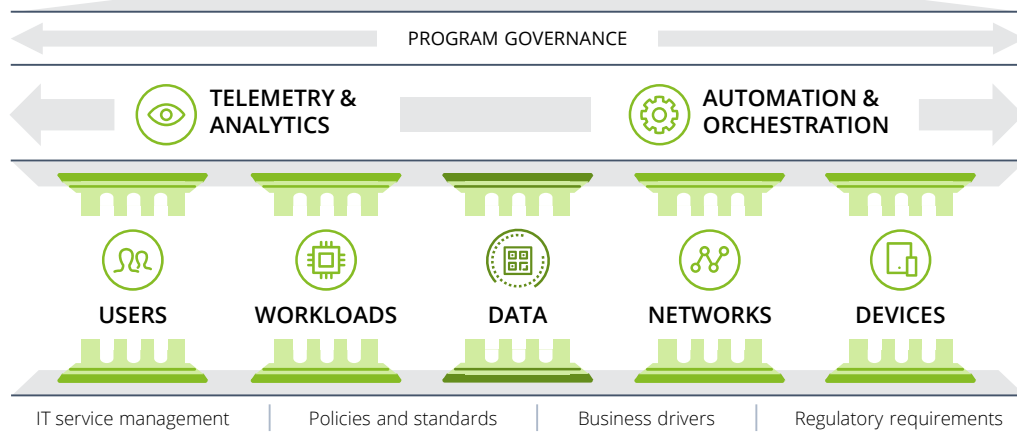 PROGRAM GOVERNANCE
TELEMETRY &
ANALYTICS
AUTOMATION &
ORCHESTRATION
USERS
WORKLOADS
DATA
NETWORKS
DEVICES
IT service management
Policies and standards
Business drivers
Regulatory requirements